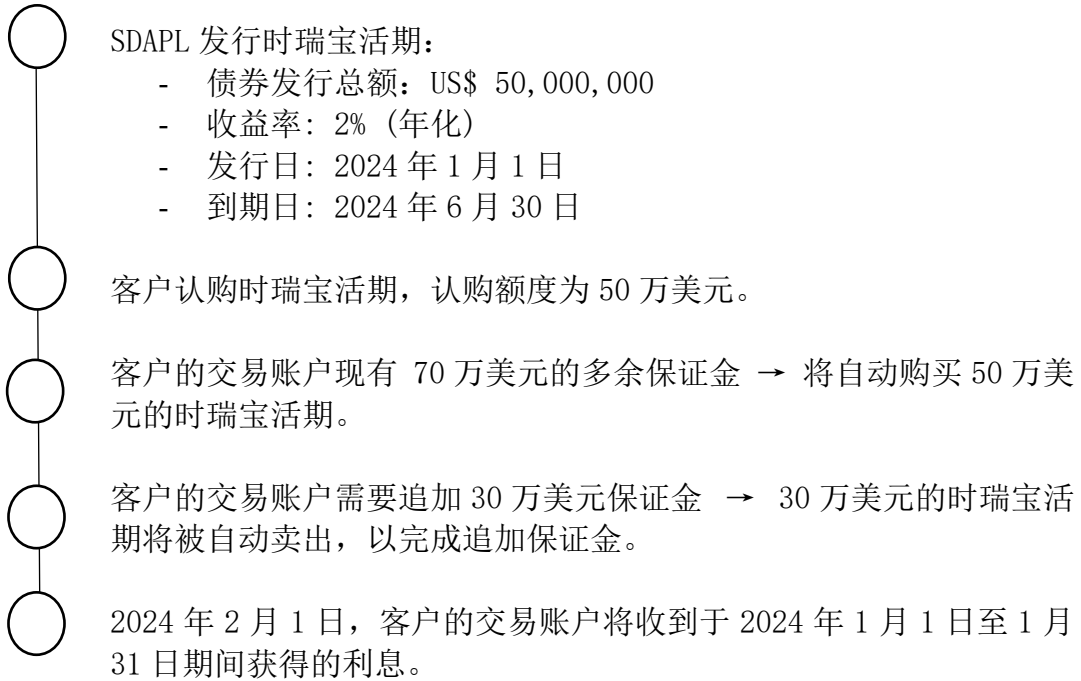 SDAPL 发行时瑞宝活期：
- 债券发行总额：US$ 50,000,000
- 收益率: 2% (年化)
- 发行日: 2024 年 1 月 1 日
- 到期日: 2024 年 6 月 30 日
客户认购时瑞宝活期，认购额度为 50 万美元。
客户的交易账户现有 70 万美元的多余保证金 → 将自动购买 50 万美
元的时瑞宝活期。
客户的交易账户需要追加 30 万美元保证金 → 30 万美元的时瑞宝活
期将被自动卖出，以完成追加保证金。
2024 年 2 月 1 日，客户的交易账户将收到于 2024 年 1 月 1 日至 1 月
31 日期间获得的利息。